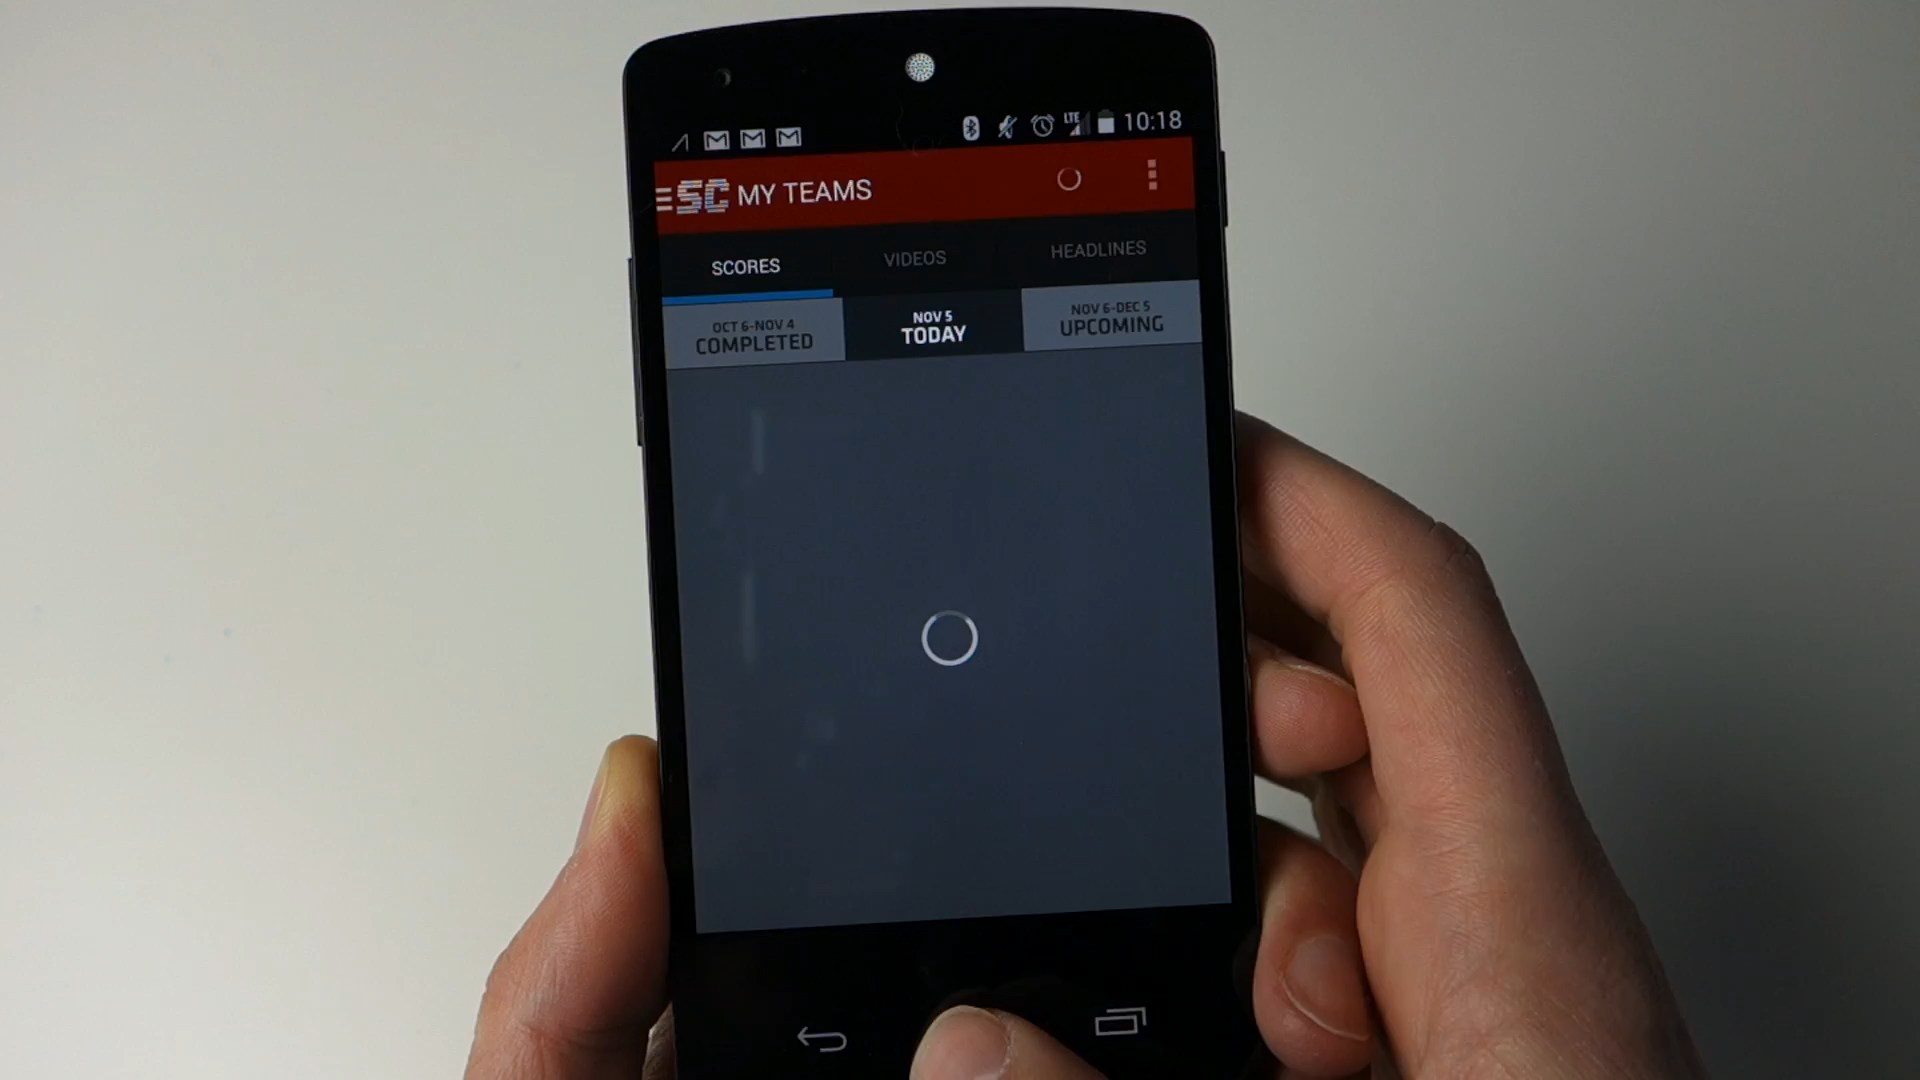 LTE 10:18
SC MY TEAMS
SCORES VIDEOS HEADLINES
OCT 6-NOV 4 NOV 5 NOV 6-DEC 5
COMPLETED TODAY UPCOMING